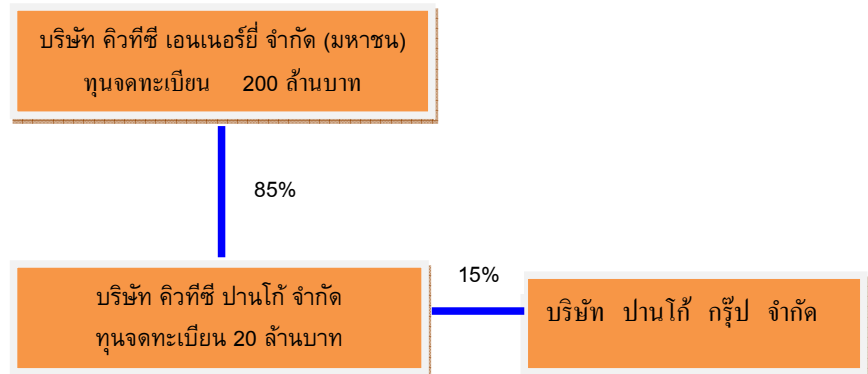 บริษัท คิวทีซี เอนเนอร์ยี่ จำกัด (มหาชน)
ทุนจดทะเบียน 200 ล้านบาท
85%
บริษัท คิวทีซี ปานโก้ จำกัด
ทุนจดทะเบียน 20 ล้านบาท
15%
บริษัท ปานโก้ กรุ๊ป จำกัด